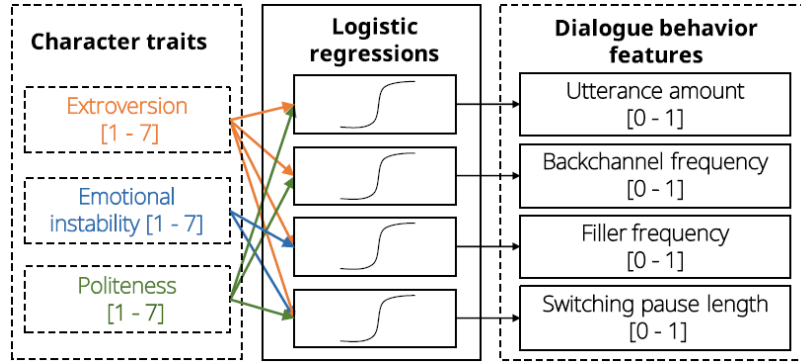 Character traits
Extroversion
[1 - 7]
Emotional
instability [1 - 7]
Politeness
[1 - 7]
Logistic
regressions
Dialogue behavior
features
Utterance amount
[0 - 1]
Backchannel frequency
[0 - 1]
Filler frequency
[0 - 1]
Switching pause length
[0 - 1]